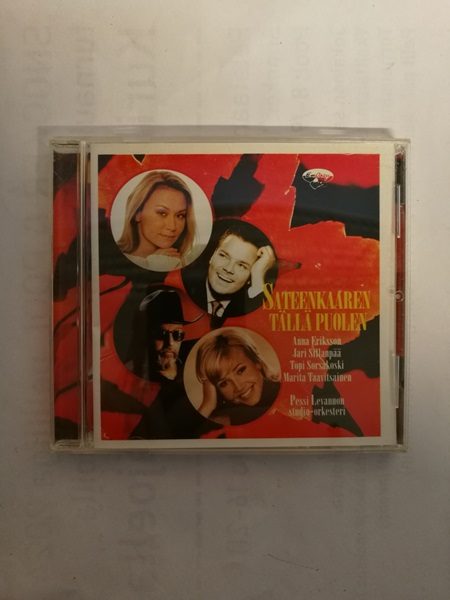 SATEENKAAREN
TÄLLÄ PUOLEN
Anna Eriksson
Jari Sillanpää
Topi Sorsakoski
Marita Taavitsainen
Pessi Levannon
studio-orkesteri